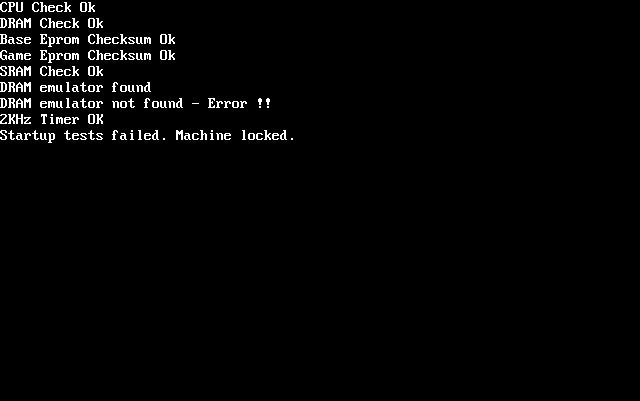 CPU Check Ok
DRAM Check Ok
Base Eprom Checksum Ok
Game Eprom Checksum Ok
SRAM Check Ok
DRAM emulator found
DRAM emulator not found - Error !!
2KHz Timer OK
Startup tests failed. Machine locked.